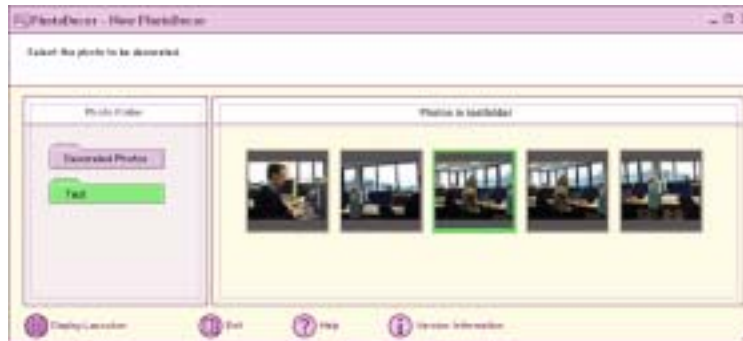 PhotoDecor - New PhotoDecor
Select the photo to be decorated.
Photo Folder
Photos in testfolder
Decorated Photos
Test
Display Launcher
Exit
Help
Version Information